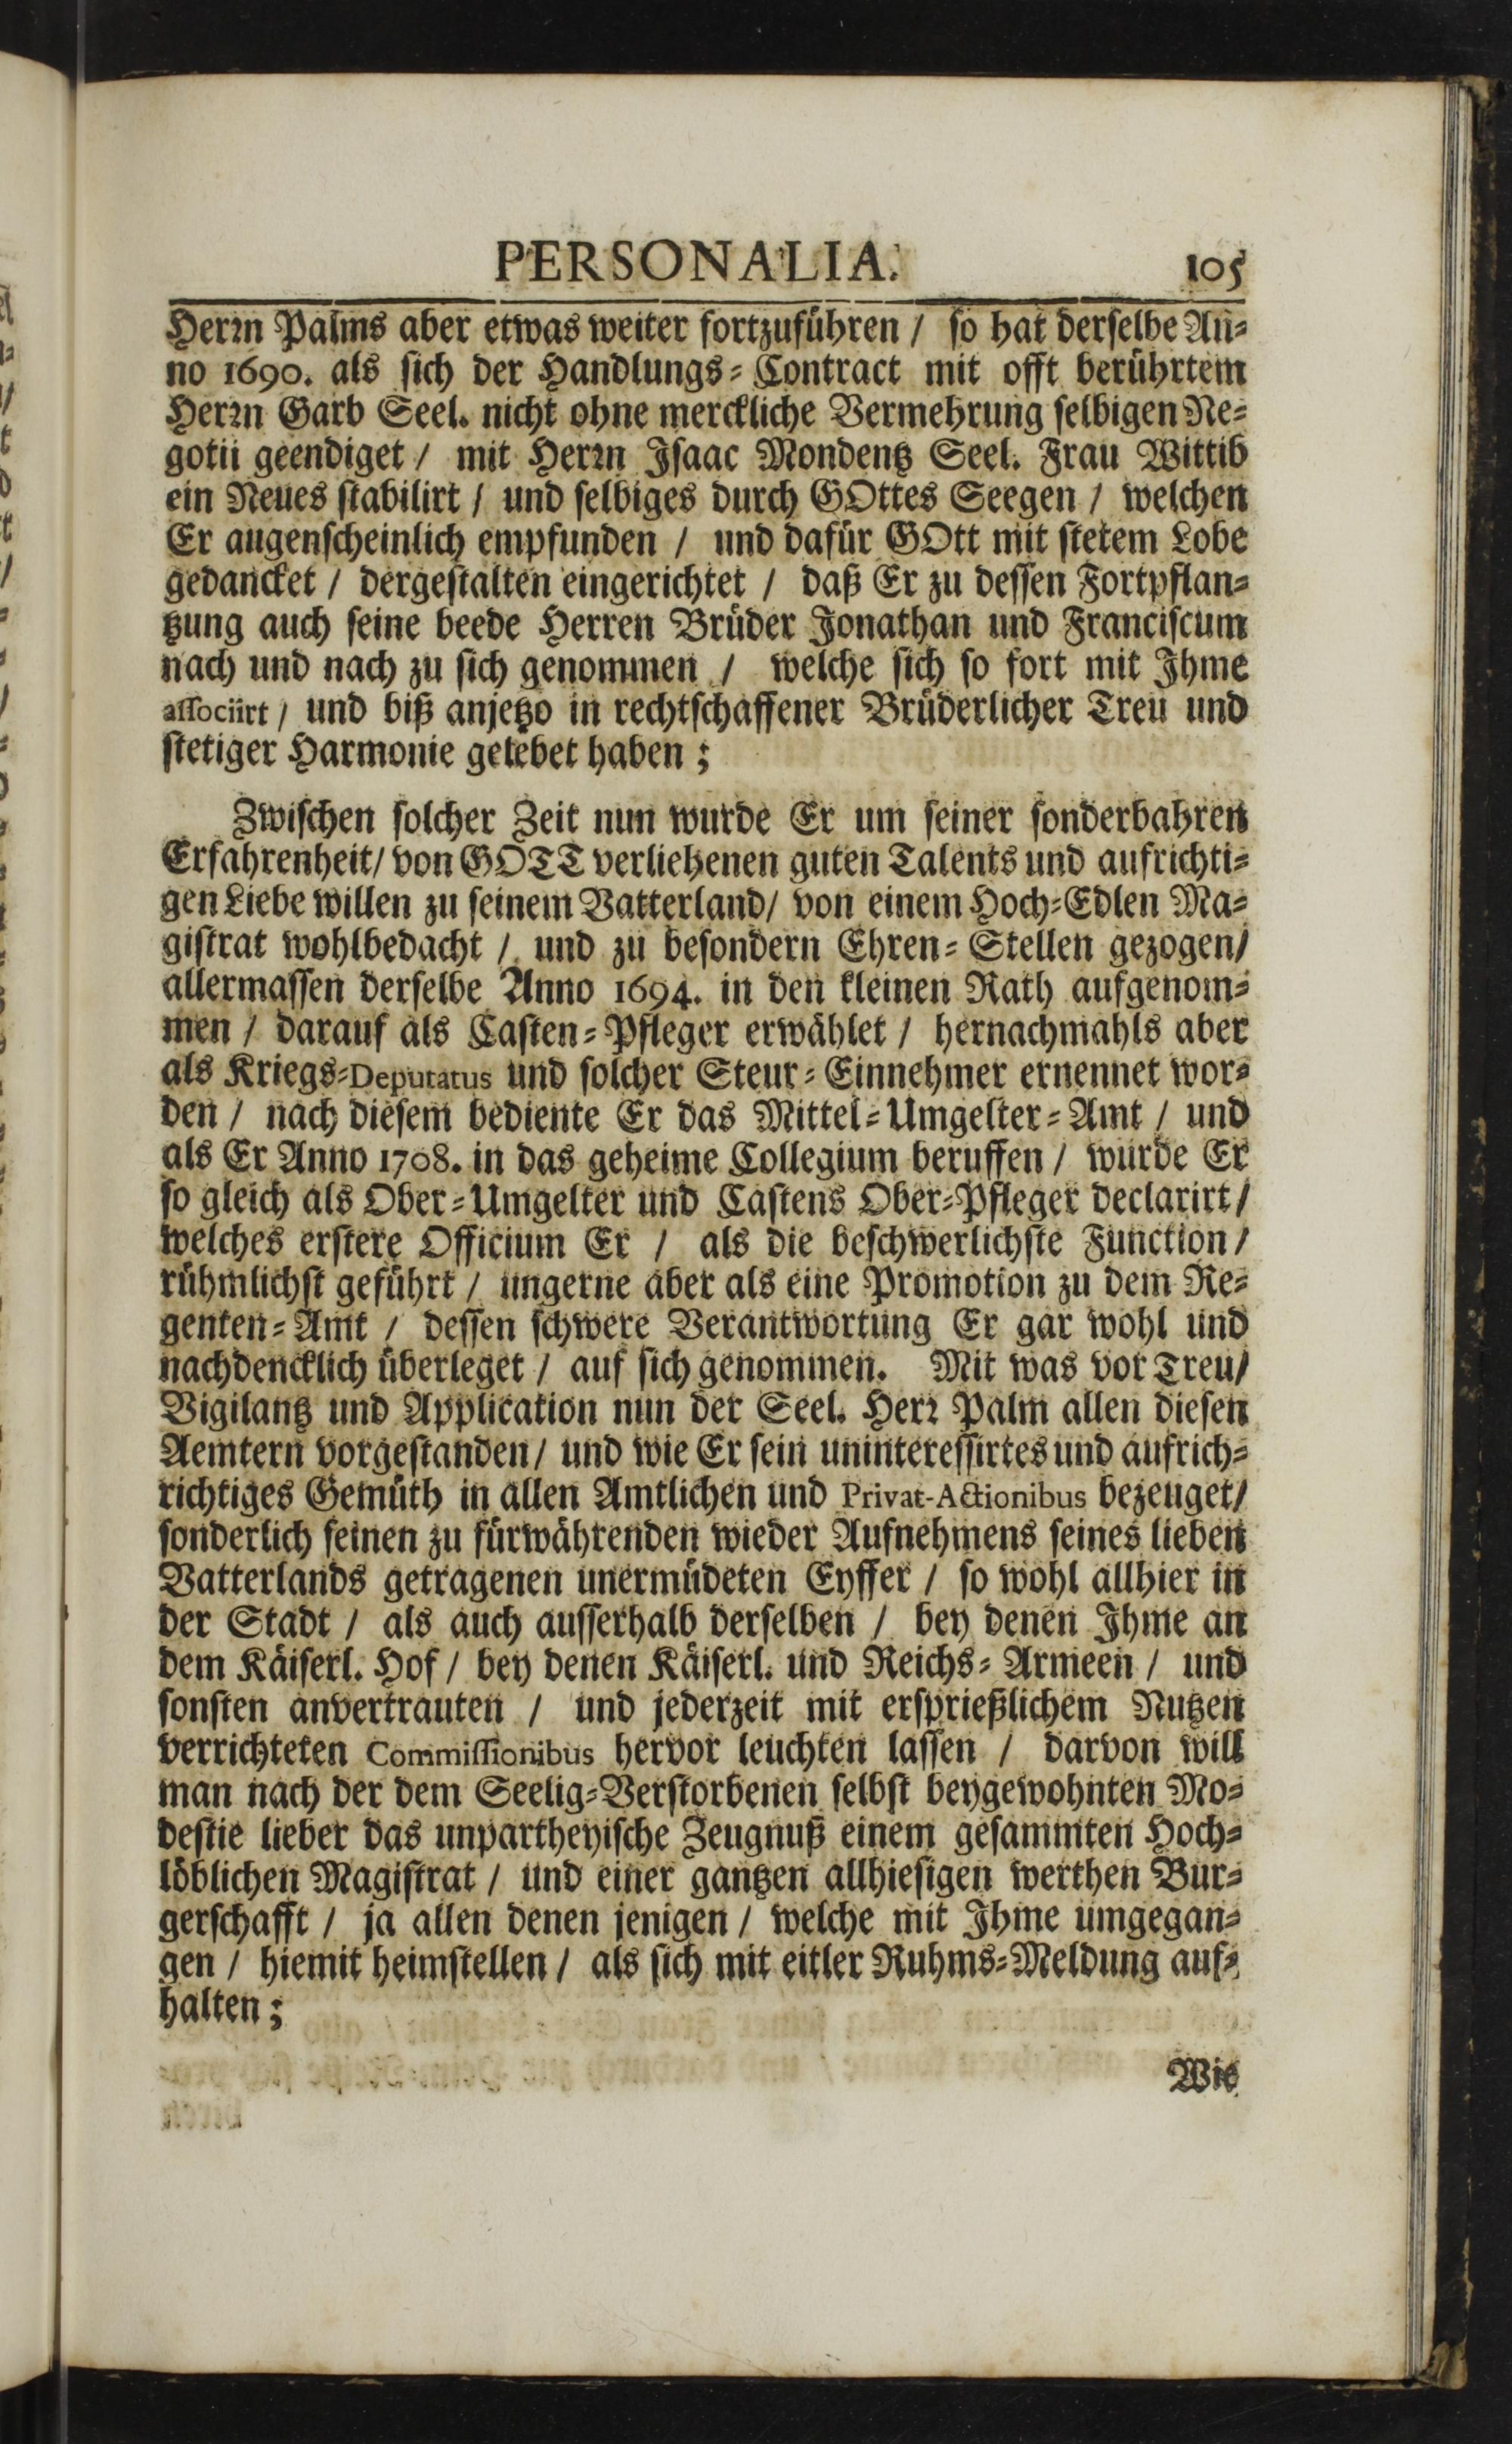 PERSONALIA. 105
Herꝛn Palms aber etwas weiter fortzuführen / so hat derselbe An-
no 1690. als sich der Handlungs-Contract mit offt berührtem
Herꝛn Garb Seel. nicht ohne merckliche Vermehrung selbigen Ne-
gotii geendiget / mit Herꝛn Isaac Mondentz Seel. Frau Wittib
ein Neues stabilirt / und selbiges durch GOttes Seegen / welchen
Er augenscheinlich empfunden / und dafür GOtt mit stetem Lobe
gedancket / dergestalten eingerichtet / daß Er zu dessen Fortpflan-
tzung auch seine beede Herren Brüder Jonathan und Franciscum
nach und nach zu sich genommen / welche sich so fort mit Ihme
associirt / und biß anjetzo in rechtschaffener Brüderlicher Treu und
stetiger Harmonie gelebet haben ;
Zwischen solcher Zeit nun wurde Er um seiner sonderbahren
Erfahrenheit / von GOTT verliehenen guten Talents und aufrichti-
gen Liebe willen zu seinem Vatterland / von einem Hoch-Edlen Ma-
gistrat wohlbedacht / und zu besondern Ehren-Stellen gezogen /
allermassen derselbe Anno 1694. in den kleinen Rath aufgenom-
men / darauf als Casten-Pfleger erwählet / hernachmahls aber
als Kriegs-Deputatus und solcher Steur-Einnehmer ernennet wor-
den / nach diesem bediente Er das Mittel-Umgelter-Amt / und
als Er Anno 1708. in das geheime Collegium beruffen / wurde Er
so gleich als Ober-Umgelter und Castens Ober-Pfleger declarirt /
welches erstere Officium Er / als die beschwerlichste Function /
rühmlichst geführt / ungerne aber als eine Promotion zu dem Re-
genten-Amt / dessen schwere Verantwortung Er gar wohl und
nachdencklich überleget / auf sich genommen. Mit was vor Treu /
Vigilantz und Application nun der Seel. Herꝛ Palm allen diesen
Aemtern vorgestanden / und wie Er sein uninteressirtes und aufrich-
richtiges Gemüth in allen Amtlichen und Privat-Actionibus bezeuget /
sonderlich seinen zu fürwährenden wieder Aufnehmens seines lieben
Vatterlands getragenen unermüdeten Eyffer / so wohl allhier in
der Stadt / als auch ausserhalb derselben / bey denen Ihme an
dem Käiserl. Hof / bey denen Käiserl. und Reichs-Armeen / und
sonsten anvertrauten / und jederzeit mit ersprießlichem Nutzen
verrichteten Commissionibus hervor leuchten lassen / darvon will
man nach der dem Seelig-Verstorbenen selbst beygewohnten Mo-
destie lieber das unpartheyische Zeugnuß einem gesammten Hoch-
löblichen Magistrat / und einer gantzen allhiesigen werthen Bur-
gerschafft / ja allen denen jenigen / welche mit Ihme umgegan-
gen / hiemit heimstellen / als sich mit eitler Ruhms-Meldung auf-
halten ;
Wie